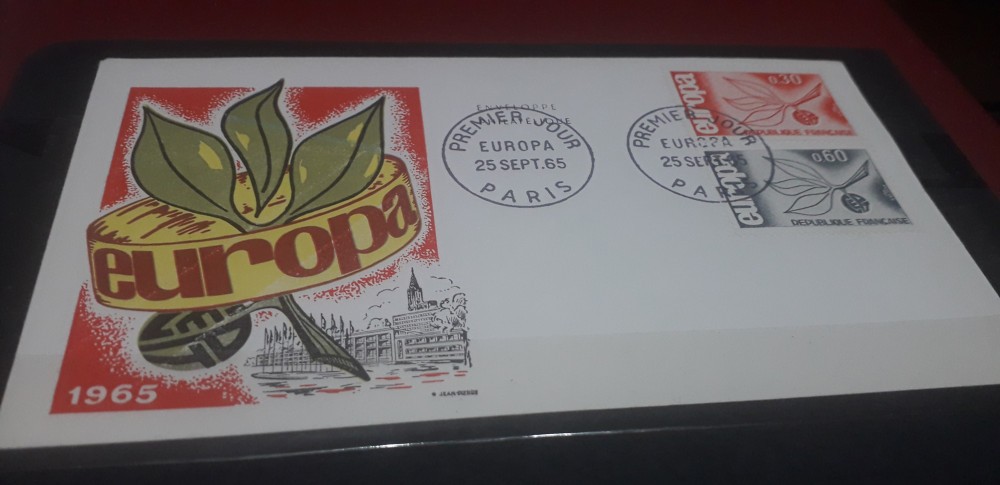 europa
1965
ENVELOPPE
PREMIER JOUR
EUROPA
25 SEPT.65
PARIS
PREMIER JOUR
EUROPA
25 SEPT.65
PARIS
europa
0,30
REPUBLIQUE FRANÇAISE
europa
0,60
REPUBLIQUE FRANÇAISE